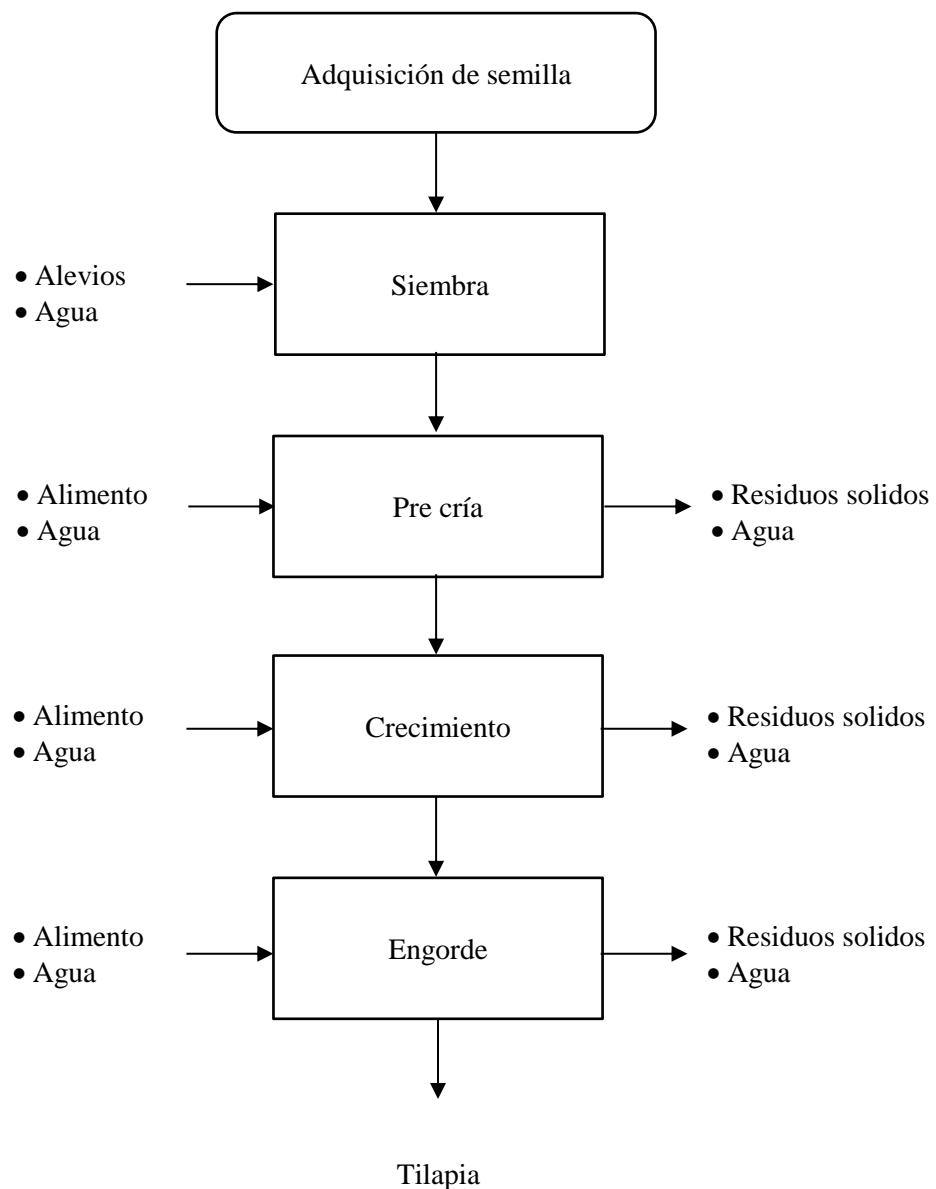 Adquisición de semilla
• Alevios
• Agua
Siembra
• Alimento
• Agua
Pre cría
• Residuos solidos
• Agua
• Alimento
• Agua
Crecimiento
• Residuos solidos
• Agua
• Alimento
• Agua
Engorde
• Residuos solidos
• Agua
Tilapia